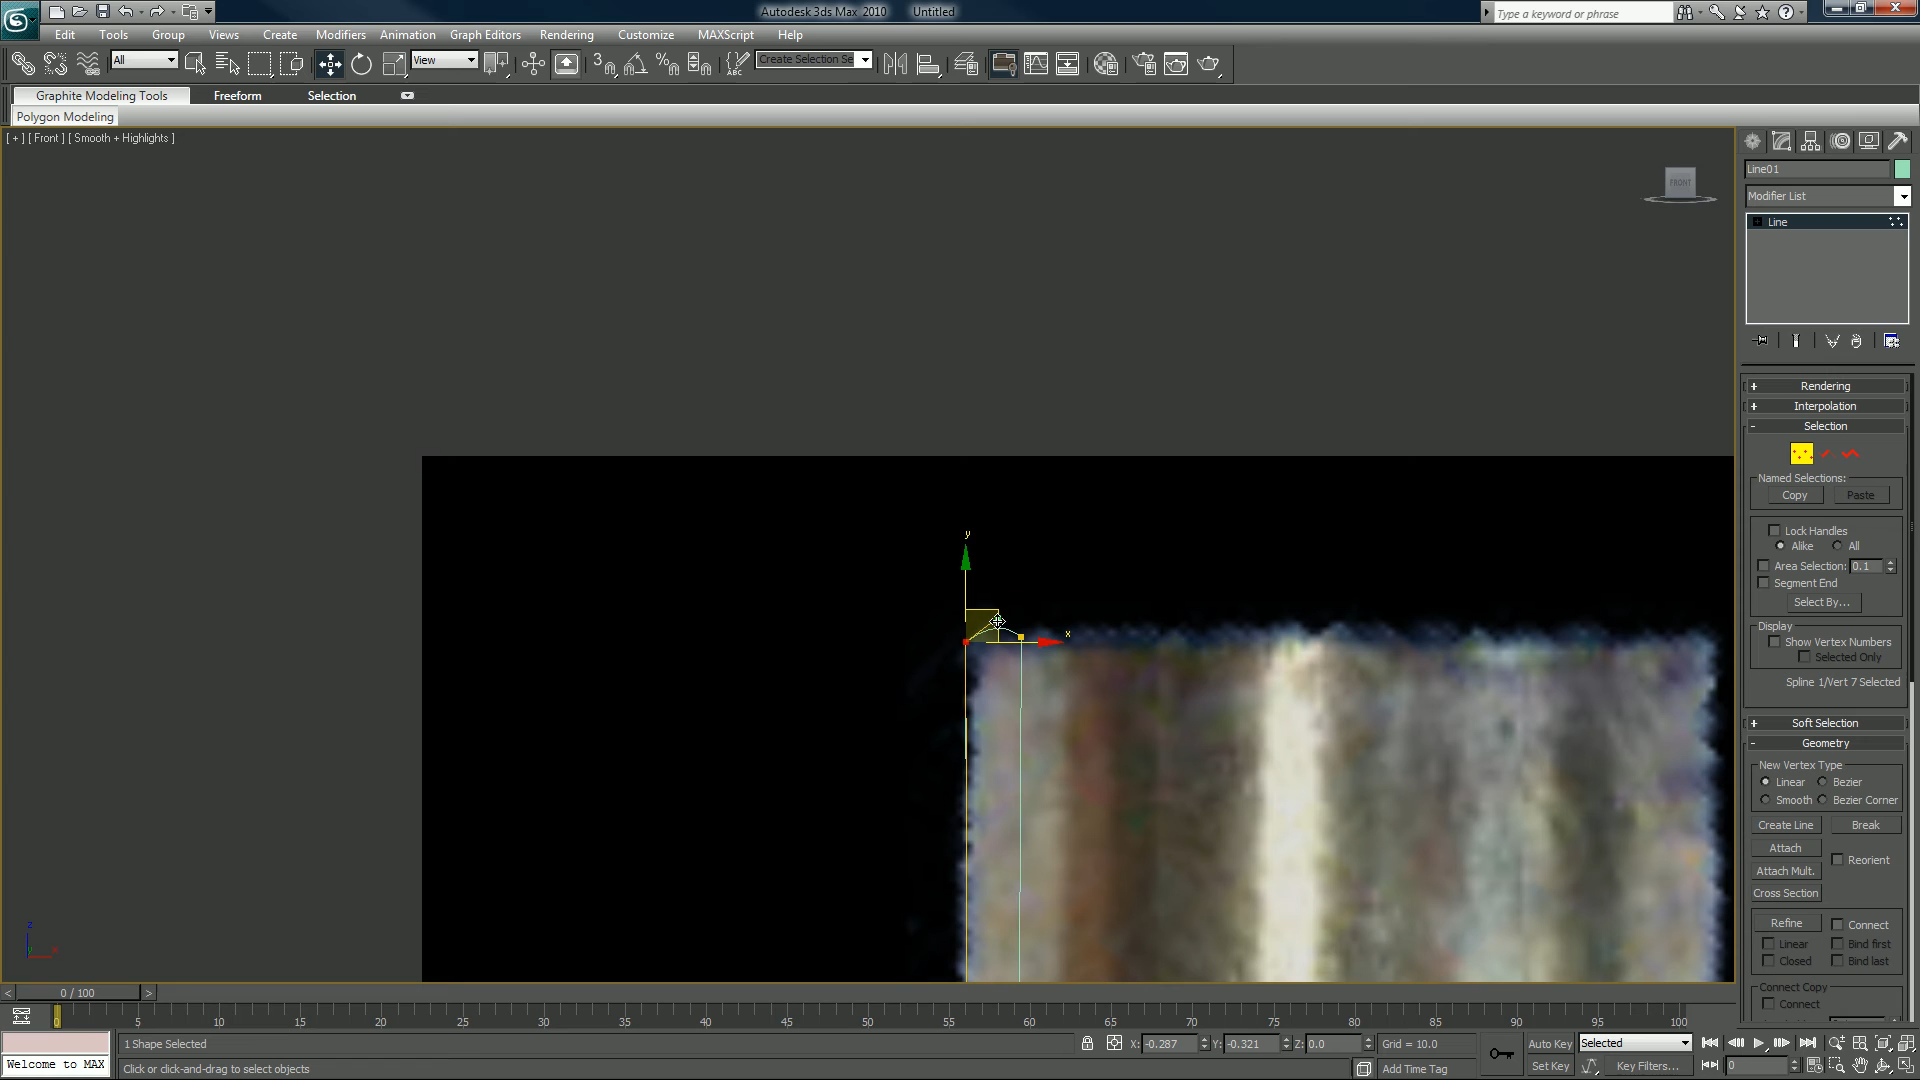 Autodesk 3ds Max 2010 Untitled
Type a keyword or phrase
Edit Tools Group Views Create Modifiers Animation Graph Editors Rendering Customize MAXScript Help
All View Create Selection Se
Graphite Modeling Tools Freeform Selection
Polygon Modeling
[ + ] [ Front ] [ Smooth + Highlights ]
FRONT
Line01
Modifier List
Line
+ Rendering
+ Interpolation
- Selection
Named Selections:
Copy Paste
Lock Handles
Alike All
Area Selection: 0.1
Segment End
Select By...
Display
Show Vertex Numbers
Selected Only
Spline 1/Vert 7 Selected
+ Soft Selection
- Geometry
New Vertex Type
Linear Bezier
Smooth Bezier Corner
Create Line Break
Attach
Reorient
Attach Mult.
Cross Section
Refine Connect
Linear Bind first
Closed Bind last
Connect Copy
Connect
y
x
z
x
< 0 / 100 >
0 5 10 15 20 25 30 35 40 45 50 55 60 65 70 75 80 85 90 95 100
1 Shape Selected X: -0.287 Y: -0.321 Z: 0.0 Grid = 10.0 Auto Key Selected
Welcome to MAX Click or click-and-drag to select objects Add Time Tag Set Key Key Filters... 0